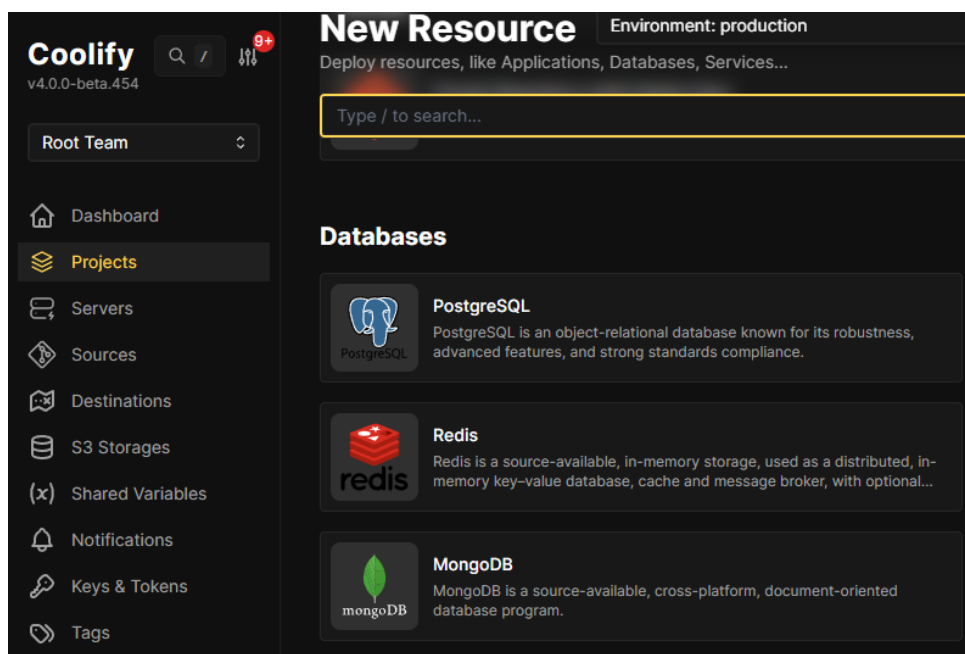 Coolify
v4.0.0-beta.454
/
9+
Root Team
Dashboard
Projects
Servers
Sources
Destinations
S3 Storages
(x) Shared Variables
Notifications
Keys & Tokens
Tags
New Resource
Environment: production
Deploy resources, like Applications, Databases, Services...
Type / to search...
Databases
PostgreSQL
PostgreSQL
PostgreSQL is an object-relational database known for its robustness,
advanced features, and strong standards compliance.
redis
Redis
Redis is a source-available, in-memory storage, used as a distributed, in-
memory key–value database, cache and message broker, with optional...
mongoDB
MongoDB
MongoDB is a source-available, cross-platform, document-oriented
database program.